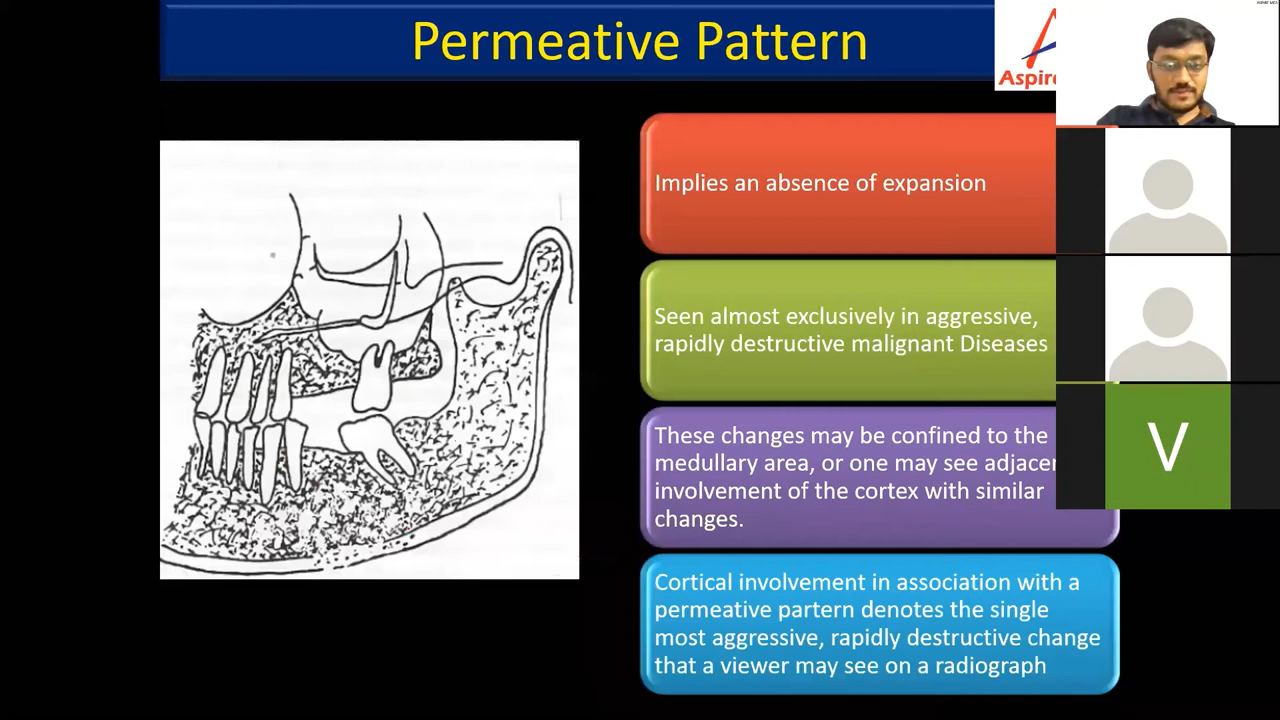 Permeative Pattern
Implies an absence of expansion
Seen almost exclusively in aggressive,
rapidly destructive malignant Diseases
These changes may be confined to the
medullary area, or one may see adjacen
involvement of the cortex with similar
changes.
Cortical involvement in association with a
permeative partern denotes the single
most aggressive, rapidly destructive change
that a viewer may see on a radiograph
Aspire
V